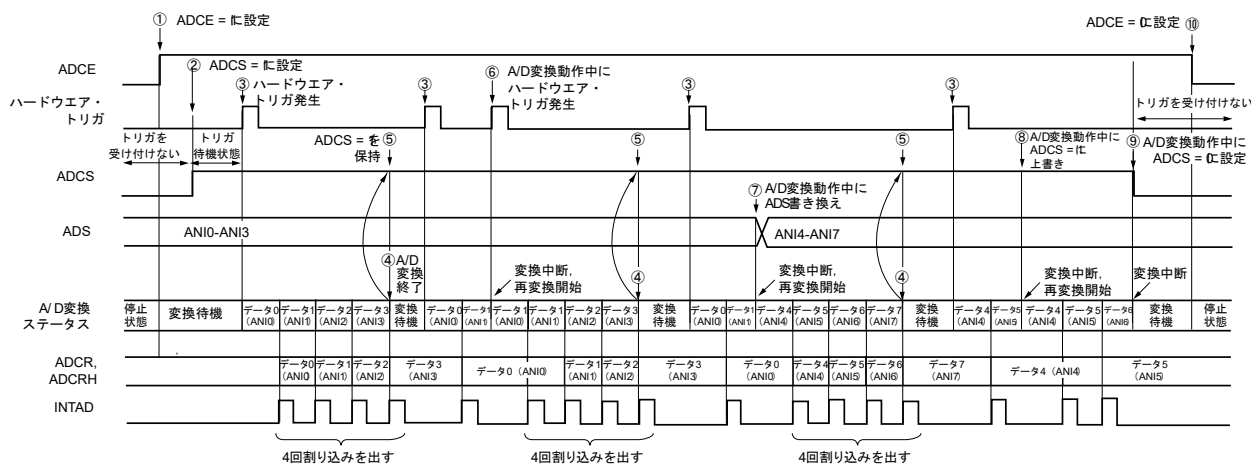 ① ADCE = 1に設定
ADCE = 0に設定 ⑩
ADCE
② ADCS = 1に設定
③ ハードウエア・
トリガ発生
③
⑥ A/D変換動作中に
ハードウエア・
トリガ発生
③
③
ハードウエア・
トリガ
トリガを受け付けない
トリガを
受け付けない
トリガ
待機状態
ADCS = 1を
保持
⑤
⑤
⑤
⑧ A/D変換動作中に
ADCS = 1に
上書き
⑨ A/D変換動作中に
ADCS = 0に設定
ADCS
⑦ A/D変換動作中に
ADS書き換え
ADS
ANI0-ANI3
ANI4-ANI7
④ A/D
変換
終了
変換中断,
再変換開始
④
変換中断,
再変換開始
④
変換中断,
再変換開始
変換中断
A/D変換
ステータス
停止
状態
変換待機
データ0
(ANI0)
データ1
(ANI1)
データ2
(ANI2)
データ3
(ANI3)
変換
待機
データ0
(ANI0)
データ1
(ANI1)
データ0
(ANI0)
データ1
(ANI1)
データ2
(ANI2)
データ3
(ANI3)
変換
待機
データ0
(ANI0)
データ1
(ANI1)
データ4
(ANI4)
データ5
(ANI5)
データ6
(ANI6)
データ7
(ANI7)
変換
待機
データ4
(ANI4)
データ5
(ANI5)
データ4
(ANI4)
データ5
(ANI5)
データ6
(ANI6)
変換
待機
停止
状態
ADCR,
ADCRH
データ0
(ANI0)
データ1
(ANI1)
データ2
(ANI2)
データ3
(ANI3)
データ0 (ANI0)
データ1
(ANI1)
データ2
(ANI2)
データ3
(ANI3)
データ0
(ANI0)
データ4
(ANI4)
データ5
(ANI5)
データ6
(ANI6)
データ7
(ANI7)
データ4 (ANI4)
データ5
(ANI5)
INTAD
4回割り込みを出す
4回割り込みを出す
4回割り込みを出す